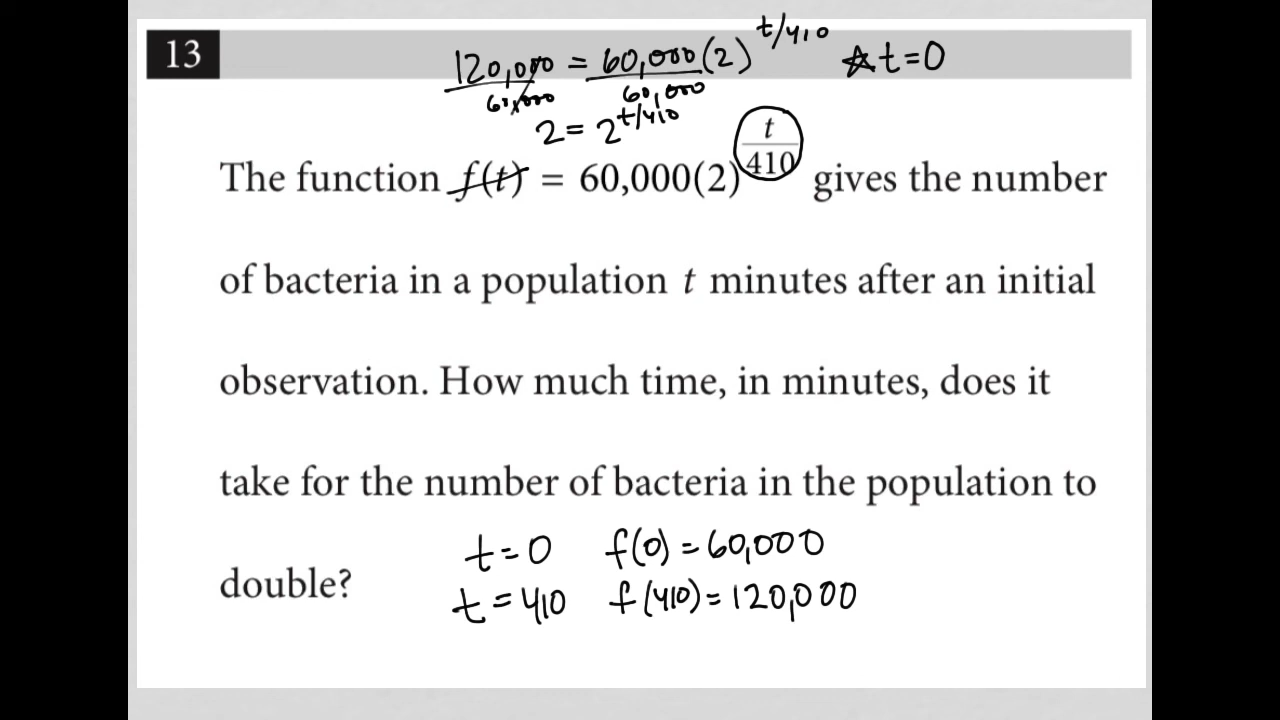 13
120,000 = 60,000(2)^t/410 ☆t=0
60,000 60,000
2 = 2^t/410
The function f(t) = 60,000(2)^t/410 gives the number
of bacteria in a population t minutes after an initial
observation. How much time, in minutes, does it
take for the number of bacteria in the population to
double?
t=0 f(0) = 60,000
t=410 f(410) = 120,000